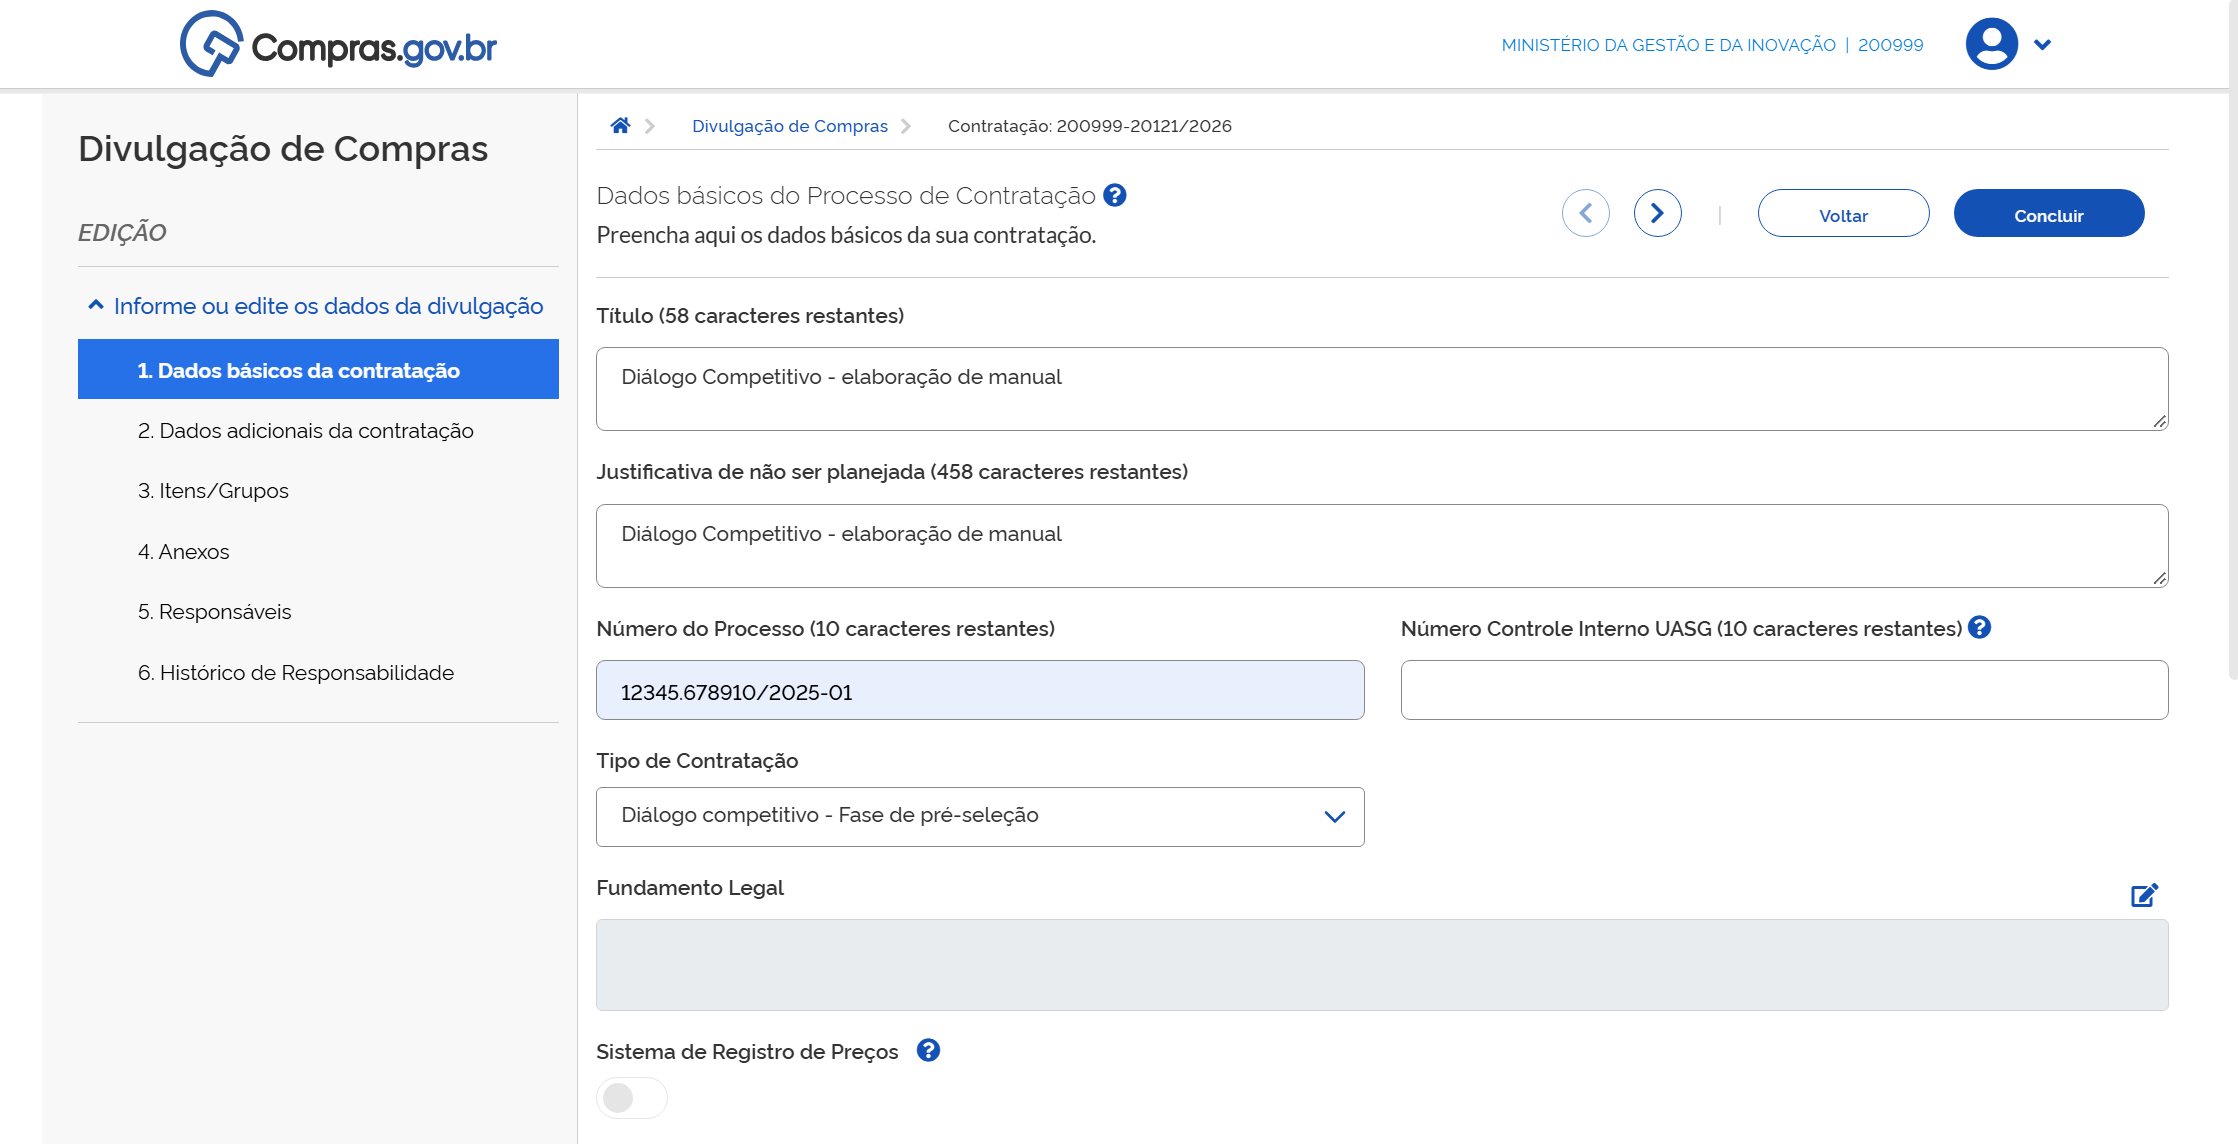 Compras.gov.br
MINISTÉRIO DA GESTÃO E DA INOVAÇÃO | 200999
Divulgação de Compras
EDIÇÃO
Informe ou edite os dados da divulgação
1. Dados básicos da contratação
2. Dados adicionais da contratação
3. Itens/Grupos
4. Anexos
5. Responsáveis
6. Histórico de Responsabilidade
Divulgação de Compras
Contratação: 200999-20121/2026
Dados básicos do Processo de Contratação
Preencha aqui os dados básicos da sua contratação.
Voltar
Concluir
Título (58 caracteres restantes)
Diálogo Competitivo - elaboração de manual
Justificativa de não ser planejada (458 caracteres restantes)
Diálogo Competitivo - elaboração de manual
Número do Processo (10 caracteres restantes)
12345.678910/2025-01
Número Controle Interno UASG (10 caracteres restantes)
Tipo de Contratação
Diálogo competitivo - Fase de pré-seleção
Fundamento Legal
Sistema de Registro de Preços